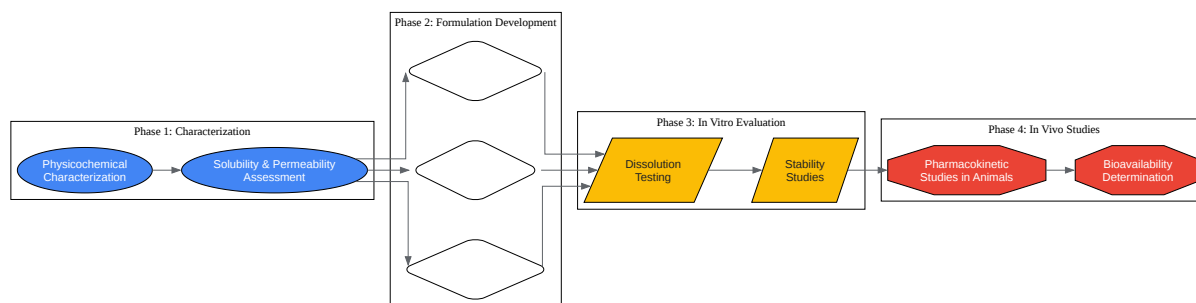 Phase 1: Characterization
Physicochemical
Characterization
Solubility & Permeability
Assessment
Phase 2: Formulation Development
Phase 3: In Vitro Evaluation
Dissolution
Testing
Stability
Studies
Phase 4: In Vivo Studies
Pharmacokinetic
Studies in Animals
Bioavailability
Determination